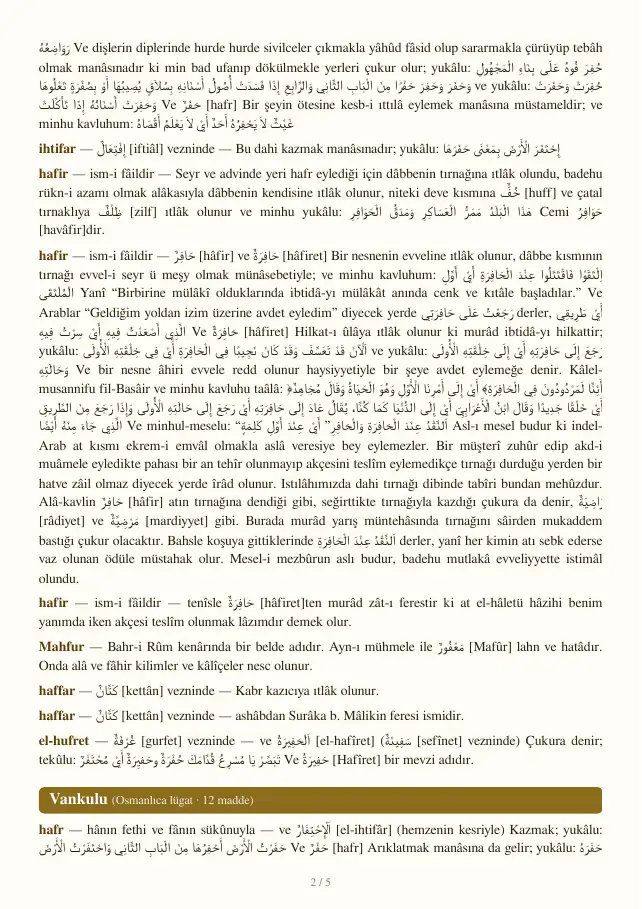 رَوَاضِعُهُ Ve dişlerin diplerinde hurde hurde sivilceler çıkmakla yâhûd fâsid olup sararmakla çürüyüp tebâh
olmak manâsınadır ki min bad ufanıp dökülmekle yerleri çukur olur; yukâlu: حُفِرَ فُوهُ عَلَى بِنَاءِ الْمَجْهُولِ
وَحَفَرَ وَحَفِرَ حَفْرًا مِنَ الْبَابِ الثَّانِي وَالرَّابِعِ إِذَا فَسَدَتْ أُصُولُ أَسْنَانِهِ بِسُلَاقٍ يُصِيبُهَا أَوْ بِصُفْرَةٍ تَعْلُوهَا ve yukâlu: حُفِرَتْ وَحَفَرَتْ
وَحَفِرَتْ أَسْنَانُهُ إِذَا تَأَكَّلَتْ Ve حَفْرٌ [hafr] Bir şeyin ötesine kesb-i ıttılâ eylemek manâsına müstameldir; ve
minhu kavluhum: غَيْثٌ لَا يَحْفِرُهُ أَحَدٌ أَيْ لَا يَعْلَمُ أَقْصَاهُ
ihtifar — إِفْتِعَالٌ [iftiâl] vezninde — Bu dahi kazmak manâsınadır; yukâlu: إِحْتَفَرَ الْأَرْضَ بِمَعْنَى حَفَرَهَا
hafir — ism-i fâildir — Seyr ve advinde yeri hafr eylediği için dâbbenin tırnağına ıtlâk olundu, badehu
rükn-i azamı olmak alâkasıyla dâbbenin kendisine ıtlâk olunur, niteki deve kısmına خُفٌّ [huff] ve çatal
tırnaklıya ظِلْفٌ [zilf] ıtlâk olunur ve minhu yukâlu: هَذَا الْبَلَدُ مَمَرُّ الْعَسَاكِرِ وَمَدَقُّ الْحَوَافِرِ Cemi حَوَافِرُ
[havâfir]dir.
hafir — ism-i fâildir — حَافِرٌ [hâfir] ve حَافِرَةٌ [hâfiret] Bir nesnenin evveline ıtlâk olunur, dâbbe kısmının
tırnağı evvel-i seyr ü meşy olmak münâsebetiyle; ve minhu kavluhum: اِلْتَقَوْا فَاقْتَتَلُوا عِنْدَ الْحَافِرَةِ أَيْ أَوَّلِ
الْمُلْتَقَى Yanî “Birbirine mülâkî olduklarında ibtidâ-yı mülâkât anında cenk ve kıtâle başladılar.” Ve
Arablar “Geldiğim yoldan izim üzerine avdet eyledim” diyecek yerde رَجَعْتُ عَلَى حَافِرَتِي derler, أَيْ طَرِيقِي
الَّذِي أَصْعَدْتُ فِيهِ أَيْ سِرْتُ فِيهِ Ve حَافِرَةٌ [hâfiret] Hilkat-ı ûlâya ıtlâk olunur ki murâd ibtidâ-yı hilkattir;
yukâlu: اَلْآنَ قَدْ تَعَسَّفَ وَقَدْ كَانَ نَجِيبًا فِي الْحَافِرَةِ أَيْ فِي خِلْقَتِهِ الْأُولَى ve yukâlu: رَجَعَ إِلَى حَافِرَتِهِ أَيْ إِلَى خِلْقَتِهِ الْأُولَى
وَحَالَتِهِ Ve bir nesne âhiri evvele redd olunur haysiyyetiyle bir şeye avdet eylemeğe denir. Kâlel-
musannifu fil-Basâir ve minhu kavluhu taâlâ: أَئِنَّا لَمَرْدُودُونَ فِي الْحَافِرَةِ﴾ أَيْ إِلَى أَمْرِنَا الْأَوَّلِ وَهُوَ الْحَيَاةُ وَقَالَ مُجَاهِدٌ﴿
أَيْ خَلْقًا جَدِيدًا وَقَالَ ابْنُ الْأَعْرَابِيِّ أَيْ إِلَى الدُّنْيَا كَمَا كُنَّا. يُقَالُ عَادَ إِلَى حَافِرَتِهِ أَيْ رَجَعَ إِلَى حَالَتِهِ الْأُولَى وَإِذَا رَجَعَ مِنَ الطَّرِيقِ
الَّذِي جَاءَ مِنْهُ أَيْضًا Ve minhul-meselu: “اَلنَّقْدُ عِنْدَ الْحَافِرَةِ وَالْحَافِرِ” أَيْ عِنْدَ أَوَّلِ كَلِمَةٍ Asl-ı mesel budur ki indel-
Arab at kısmı ekrem-i emvâl olmakla aslâ veresiye bey eylemezler. Bir müşterî zuhûr edip akd-i
muâmele eyledikte pahası bir an tehîr olunmayıp akçesini teslîm eylemedikçe tırnağı durduğu yerden bir
hatve zâil olmaz diyecek yerde îrâd olunur. Istılâhımızda dahi tırnağı dibinde tabîri bundan mehûzdur.
Alâ-kavlin حَافِرٌ [hâfir] atın tırnağına dendiği gibi, seğirttikte tırnağıyla kazdığı çukura da denir, رَاضِيَةٌ
[râdiyet] ve مَرْضِيَّةٌ [mardiyyet] gibi. Burada murâd yarış müntehâsında tırnağını sâirden mukaddem
bastığı çukur olacaktır. Bahsle koşuya gittiklerinde اَلنَّقْدُ عِنْدَ الْحَافِرَةِ derler, yanî her kimin atı sebk ederse
vaz olunan ödüle müstahak olur. Mesel-i mezbûrun aslı budur, badehu mutlakâ evveliyyette istimâl
olundu.
hafir — ism-i fâildir — tenîsle حَافِرَةٌ [hâfiret]ten murâd zât-ı ferestir ki at el-hâletü hâzihi benim
yanımda iken akçesi teslîm olunmak lâzımdır demek olur.
Mahfur — Bahr-i Rûm kenârında bir belde adıdır. Ayn-ı mühmele ile مَعْفُورٌ [Mafûr] lahn ve hatâdır.
Onda alâ ve fâhir kilimler ve kâlîçeler nesc olunur.
haffar — كَتَّانٌ [kettân] vezninde — Kabr kazıcıya ıtlâk olunur.
haffar — كَتَّانٌ [kettân] vezninde — ashâbdan Surâka b. Mâlikin feresi ismidir.
el-hufret — غُرْفَةٌ [gurfet] vezninde — ve اَلْحَفِيرَةُ [el-hafîret] (سَفِينَةٌ [sefînet] vezninde) Çukura denir;
tekûlu: تَبَصَّرْ يَا مُسْرِعُ قُدَّامَكَ حُفْرَةٌ وَحَفِيرَةٌ أَيْ مُحْتَفَرٌ Ve حَفِيرَةُ [Hafîret] bir mevzi adıdır.
Vankulu (Osmanlıca lügat · 12 madde)
hafr — hânın fethi ve fânın sükûnuyla — ve اَلْاِحْتِفَارُ [el-ihtifâr] (hemzenin kesriyle) Kazmak; yukâlu:
حَفَرْتُ الْأَرْضَ أَحْفِرُهَا مِنَ الْبَابِ الثَّانِي وَاحْتَفَرْتُ الْأَرْضَ Ve حَفْرٌ [hafr] Arıklatmak manâsına da gelir; yukâlu: حَفَرَهُ
2 / 5